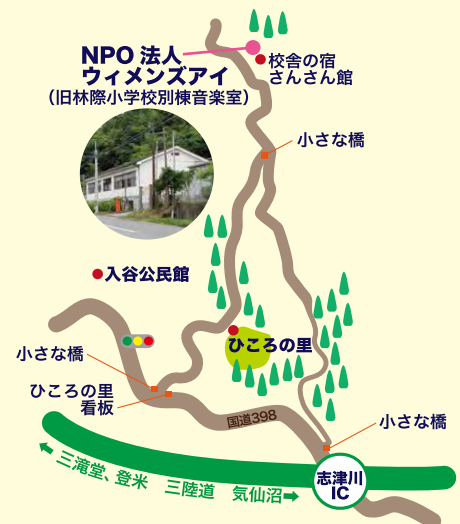 NPO 法人
ウィメンズアイ
（旧林際小学校別棟音楽室）
校舎の宿
さんさん館
小さな橋
入谷公民館
ひころの里
小さな橋
ひころの里
看板
国道398
小さな橋
三滝堂、登米 三陸道 気仙沼
志津川
IC